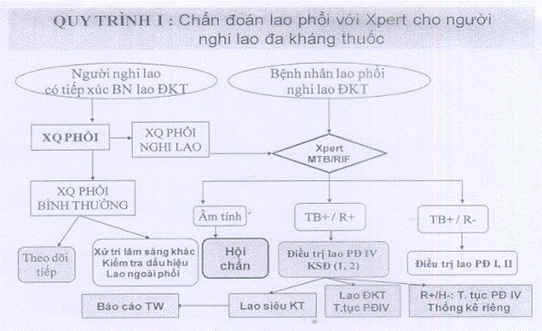 QUY TRÌNH I : Chẩn đoán lao phổi với Xpert cho người
nghi lao đa kháng thuốc
Người nghi lao
có tiếp xúc BN lao ĐKT
Bệnh nhân lao phổi
nghi lao ĐKT
XQ PHỔI
XQ PHỔI
NGHI LAO
Xpert
MTB/RIF
XQ PHỔI
BÌNH THƯỜNG
Âm tính
TB+ / R+
TB+ / R-
Theo dõi
tiếp
Xử trí lâm sàng khác
Kiểm tra dấu hiệu
Lao ngoài phổi
Hội
chẩn
Điều trị lao PĐ IV
KSĐ (1, 2)
Điều trị lao PĐ I, II
Báo cáo TW
Lao siêu KT
Lao ĐKT
T.tục PĐIV
R+/H-: T. tục PĐ IV
Thống kê riêng